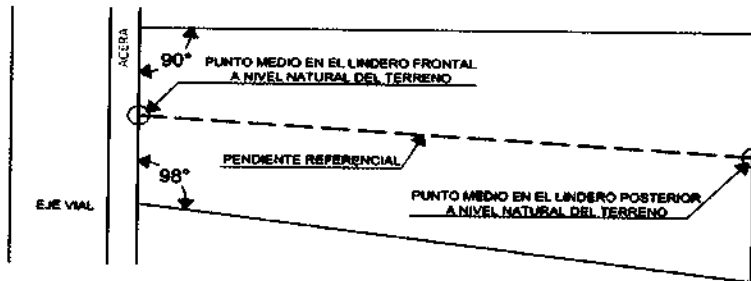 ACERA
90°
PUNTO MEDIO EN EL LINDERO FRONTAL
A NIVEL NATURAL DEL TERRENO
PENDIENTE REFERENCIAL
98°
EJE VIAL
PUNTO MEDIO EN EL LINDERO POSTERIOR
A NIVEL NATURAL DEL TERRENO